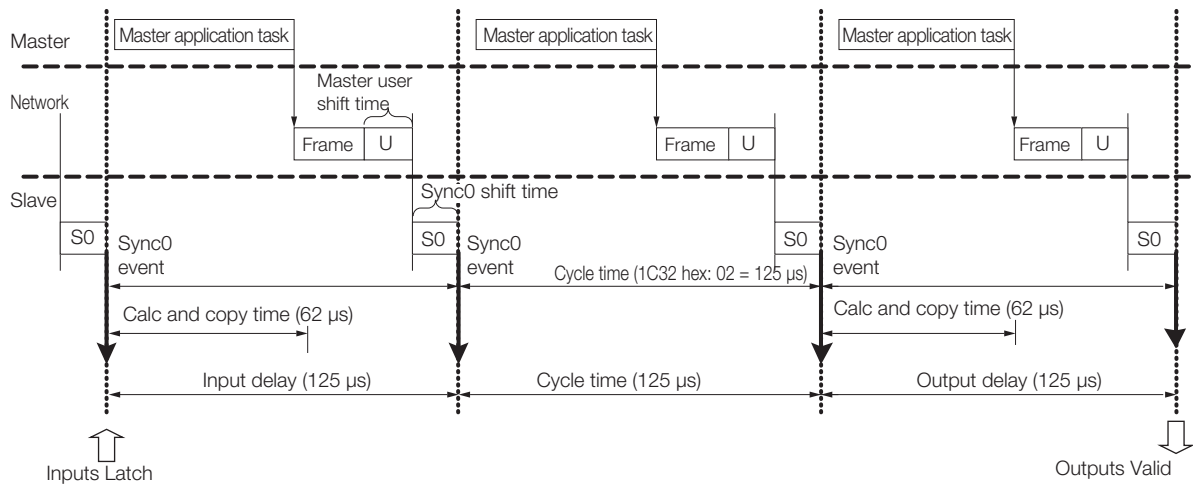 Master
Master application task
Master application task
Master application task
Master user
shift time
Network
Frame
U
Frame
U
Frame
U
Slave
Sync0 shift time
S0
S0
S0
S0
Sync0
event
Sync0
event
Sync0
event
Cycle time (1C32 hex: 02 = 125 µs)
Calc and copy time (62 µs)
Calc and copy time (62 µs)
Input delay (125 µs)
Cycle time (125 µs)
Output delay (125 µs)
Inputs Latch
Outputs Valid